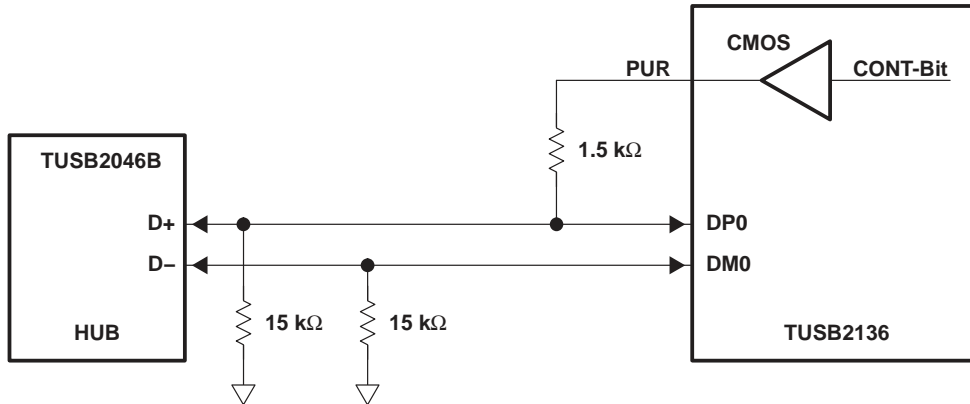 CMOS
PUR
CONT-Bit
1.5 kΩ
TUSB2046B
D+
DP0
D−
DM0
15 kΩ
15 kΩ
HUB
TUSB2136